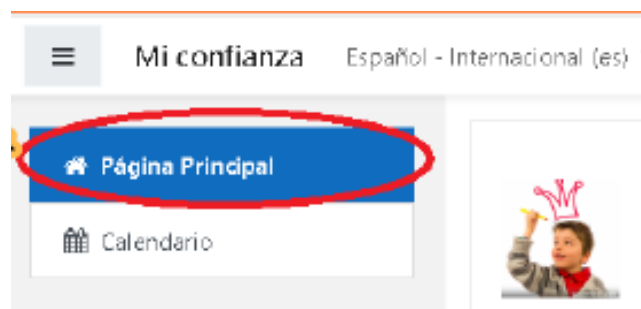 Mi confianza Español - Internacional (es)
Página Principal
Calendario